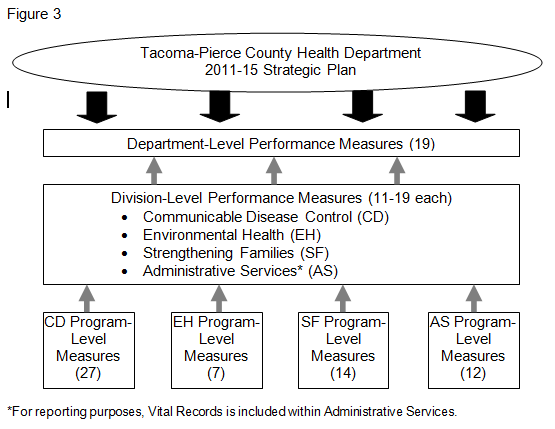 Figure 3
Tacoma-Pierce County Health Department
2011-15 Strategic Plan
Department-Level Performance Measures (19)
Division-Level Performance Measures (11-19 each)
• Communicable Disease Control (CD)
• Environmental Health (EH)
• Strengthening Families (SF)
• Administrative Services* (AS)
CD Program-
Level
Measures
(27)
EH Program-
Level
Measures
(7)
SF Program-
Level
Measures
(14)
AS Program-
Level
Measures
(12)
*For reporting purposes, Vital Records is included within Administrative Services.